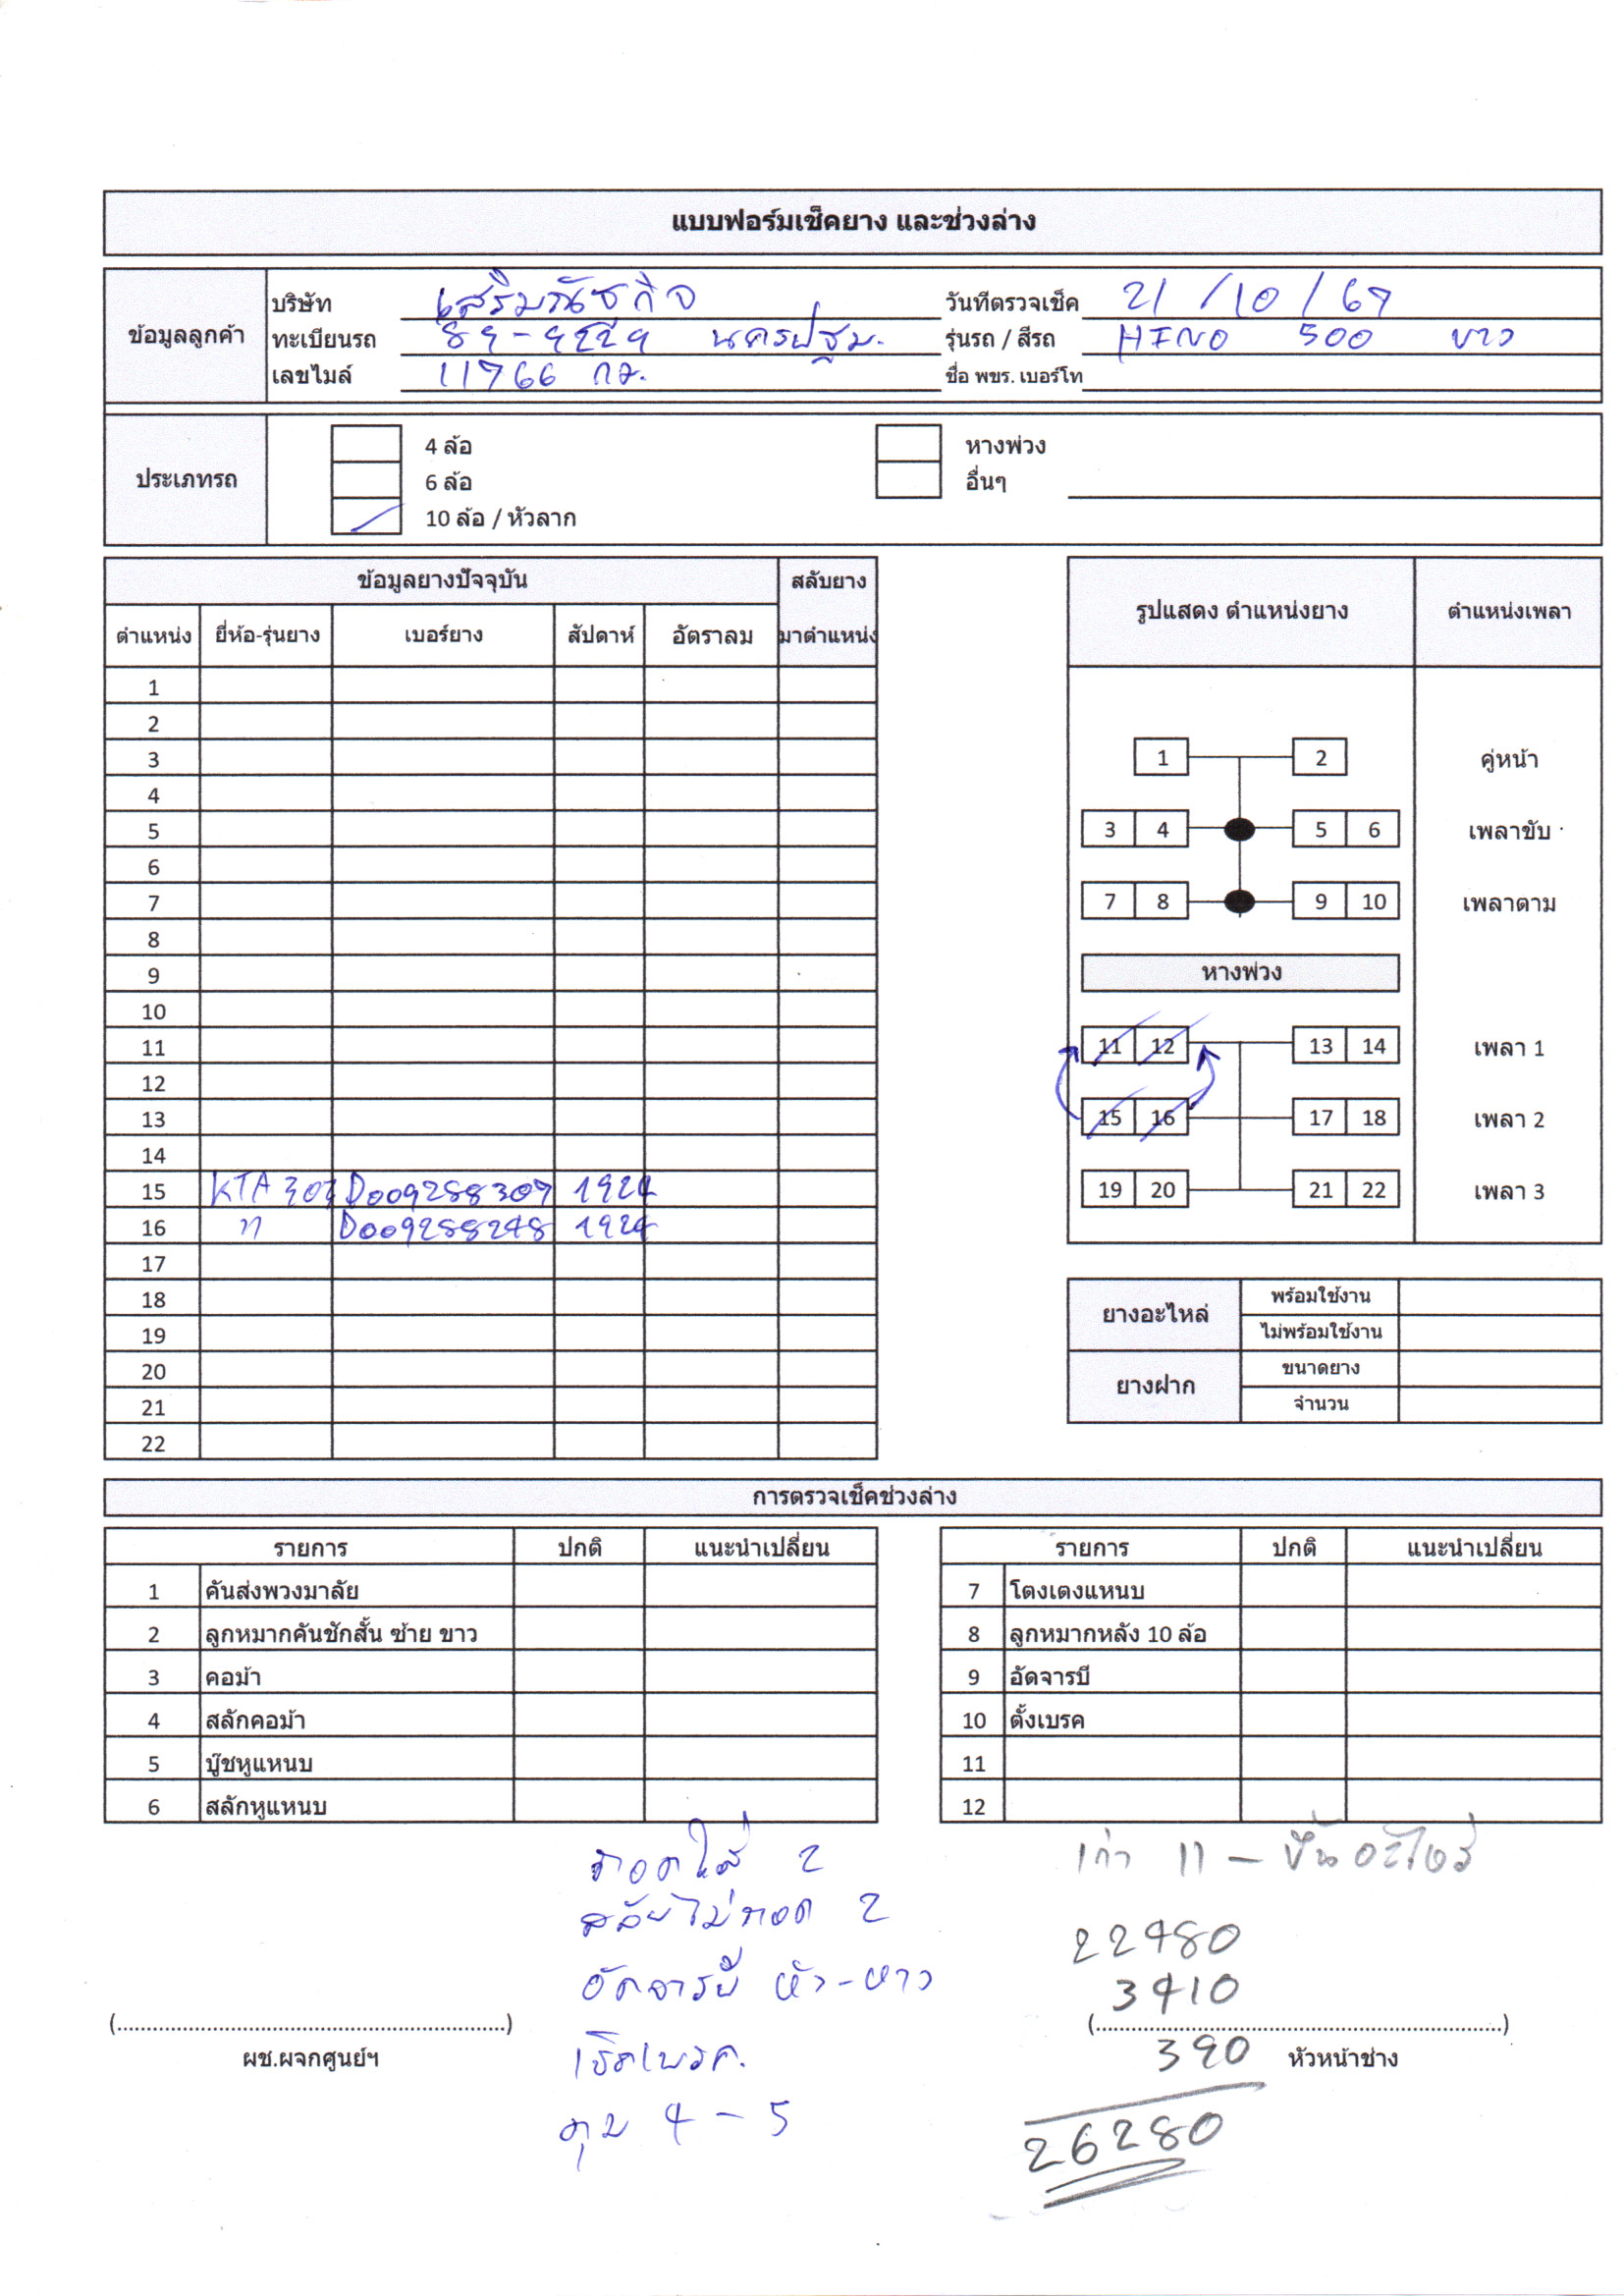 แบบฟอร์มเช็คยาง และช่วงล่าง
ข้อมูลลูกค้า
บริษัท เสริมณัชกิจ
วันที่ตรวจเช็ค 21/10/67
ทะเบียนรถ นครปฐม.
รุ่นรถ / สีรถ HINO 500 ขาว
เลขไมล์ 11766 กม.
ชื่อ พขร. เบอร์โท
ประเภทรถ
4 ล้อ
หางพ่วง
6 ล้อ
อื่นๆ
10 ล้อ / หัวลาก
ข้อมูลยางปัจจุบัน สลับยาง
ตำแหน่ง ยี่ห้อ-รุ่นยาง เบอร์ยาง สัปดาห์ อัตราลม มาตำแหน่ง
1
2
3
4
5
6
7
8
9
10
11
12
13
14
15 KTA 303 D009288307 1924
16 " D009288248 1924
17
18
19
20
21
22
รูปแสดง ตำแหน่งยาง ตำแหน่งเพลา
1 2 คู่หน้า
3 4 5 6 เพลาขับ
7 8 9 10 เพลาตาม
หางพ่วง
11 12 13 14 เพลา 1
15 16 17 18 เพลา 2
19 20 21 22 เพลา 3
ยางอะไหล่ พร้อมใช้งาน
ไม่พร้อมใช้งาน
ยางฝาก ขนาดยาง
จำนวน
การตรวจเช็คช่วงล่าง
รายการ ปกติ แนะนำเปลี่ยน
1 คันส่งพวงมาลัย
2 ลูกหมากคันชักสั้น ซ้าย ขาว
3 คอม้า
4 สลักคอม้า
5 บู๊ชหูแหนบ
6 สลักหูแหนบ
รายการ ปกติ แนะนำเปลี่ยน
7 โตงเตงแหนบ
8 ลูกหมากหลัง 10 ล้อ
9 อัดจารบี
10 ตั้งเบรค
11
12
ถอดใส่ 2
สลับไม่ถอด 2
อัดจารบี หัว-หาง
เช็คเบรค.
คุม 4 - 5
เก่า 11 - ขึ้นอะไหล่
22480
3410
390
26280
(..........................................................)
ผช.ผจกศูนย์ฯ
(..........................................................)
หัวหน้าช่าง